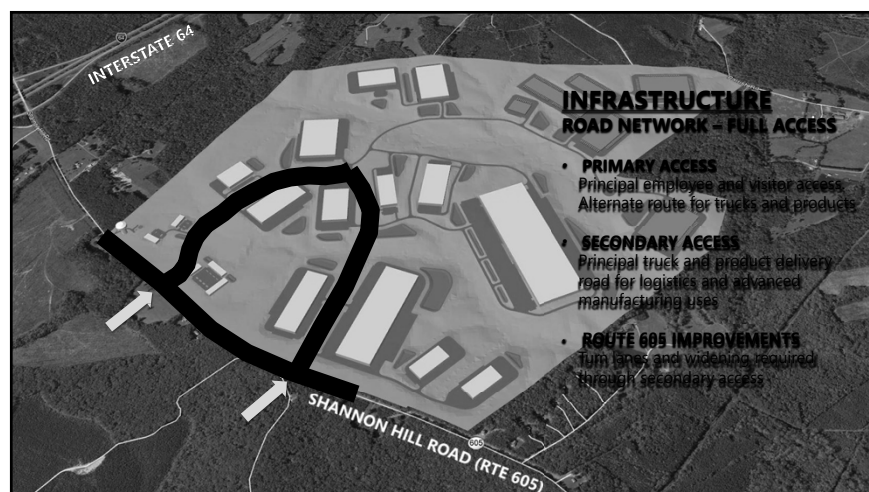 64
INTERSTATE 64
INFRASTRUCTURE
ROAD NETWORK – FULL ACCESS
• PRIMARY ACCESS
Principal employee and visitor access.
Alternate route for trucks and products
• SECONDARY ACCESS
Principal truck and product delivery
road for logistics and advanced
manufacturing uses
• ROUTE 605 IMPROVEMENTS
Turn lanes and widening required
through secondary access
SHANNON HILL ROAD (RTE 605)
605